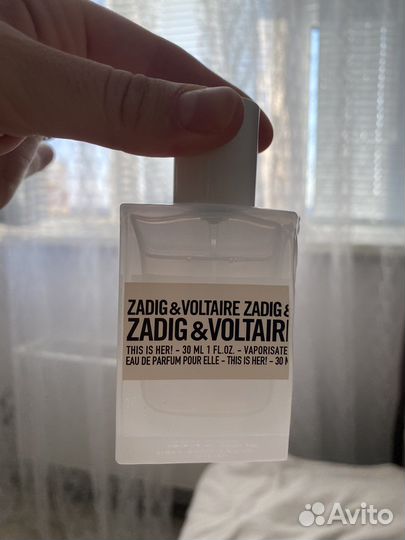 ZADIG&VOLTAIRE ZADIG &
ZADIG &VOLTAIRE
THIS IS HER! – 30 ML 1 FL.OZ. – VAPORISATE
EAU DE PARFUM POUR ELLE – THIS IS HER! – 30 M
Avito